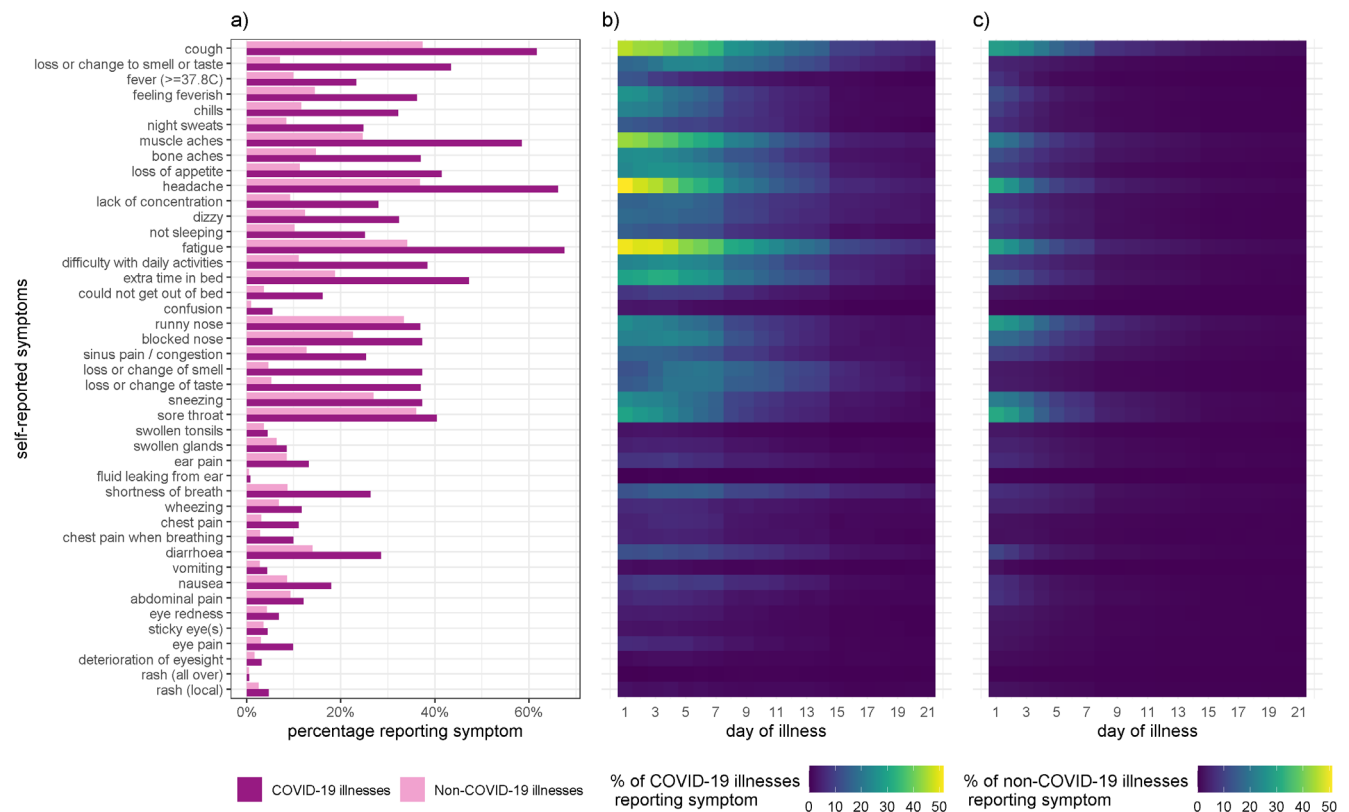 a)
b)
c)
self-reported symptoms
cough
loss or change to smell or taste
fever (>=37.8C)
feeling feverish
chills
night sweats
muscle aches
bone aches
loss of appetite
headache
lack of concentration
dizzy
not sleeping
fatigue
difficulty with daily activities
extra time in bed
could not get out of bed
confusion
runny nose
blocked nose
sinus pain / congestion
loss or change of smell
loss or change of taste
sneezing
sore throat
swollen tonsils
swollen glands
ear pain
fluid leaking from ear
shortness of breath
wheezing
chest pain
chest pain when breathing
diarrhoea
vomiting
nausea
abdominal pain
eye redness
sticky eye(s)
eye pain
deterioration of eyesight
rash (all over)
rash (local)
0% 20% 40% 60%
percentage reporting symptom
1 3 5 7 9 11 13 15 17 19 21
day of illness
1 3 5 7 9 11 13 15 17 19 21
day of illness
COVID-19 illnesses
Non-COVID-19 illnesses
% of COVID-19 illnesses
reporting symptom
0 10 20 30 40 50
% of non-COVID-19 illnesses
reporting symptom
0 10 20 30 40 50